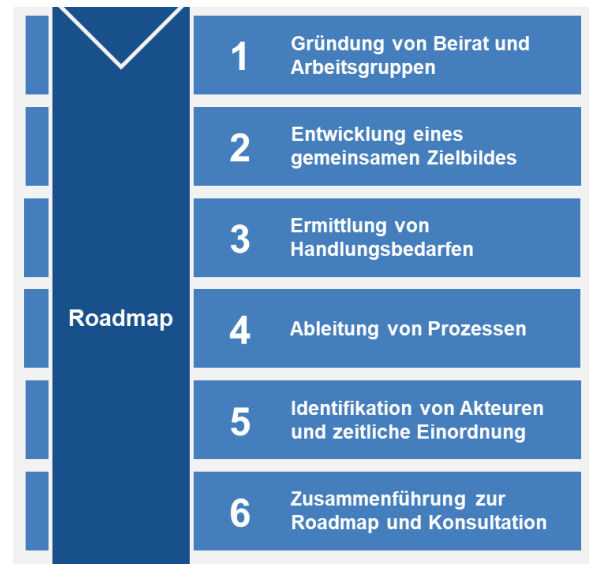 1
Gründung von Beirat und
Arbeitsgruppen
2
Entwicklung eines
gemeinsamen Zielbildes
3
Ermittlung von
Handlungsbedarfen
Roadmap
4
Ableitung von Prozessen
5
Identifikation von Akteuren
und zeitliche Einordnung
6
Zusammenführung zur
Roadmap und Konsultation